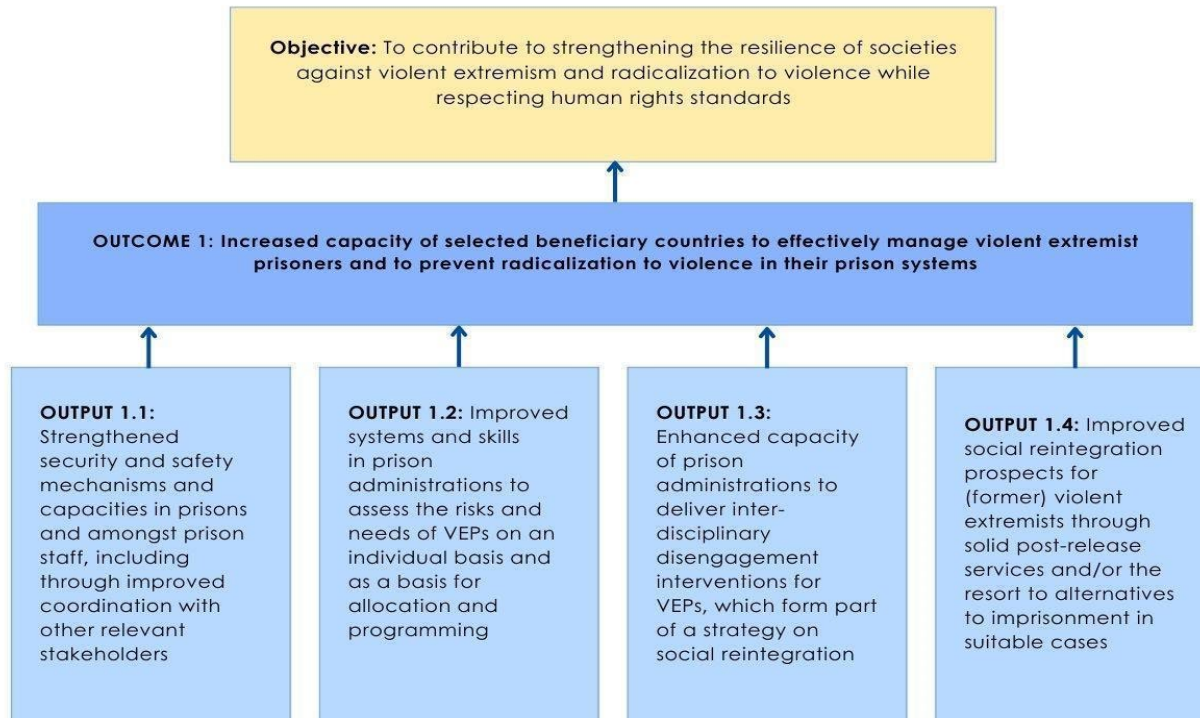 Objective: To contribute to strengthening the resilience of societies
against violent extremism and radicalization to violence while
respecting human rights standards
OUTCOME 1: Increased capacity of selected beneficiary countries to effectively manage violent extremist
prisoners and to prevent radicalization to violence in their prison systems
OUTPUT 1.1:
Strengthened
security and safety
mechanisms and
capacities in prisons
and amongst prison
staff, including
through improved
coordination with
other relevant
stakeholders
OUTPUT 1.2: Improved
systems and skills
in prison
administrations to
assess the risks and
needs of VEPs on an
individual basis and
as a basis for
allocation and
programming
OUTPUT 1.3:
Enhanced capacity
of prison
administrations to
deliver inter-
disciplinary
disengagement
interventions for
VEPs, which form part
of a strategy on
social reintegration
OUTPUT 1.4: Improved
social reintegration
prospects for
(former) violent
extremists through
solid post-release
services and/or the
resort to alternatives
to imprisonment in
suitable cases